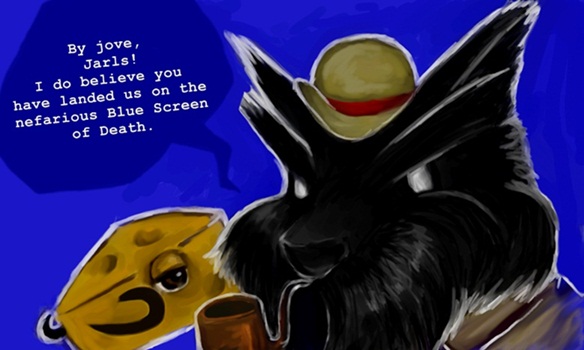 By jove,
Jarls!
I do believe you
have landed us on the
nefarious Blue Screen
of Death.